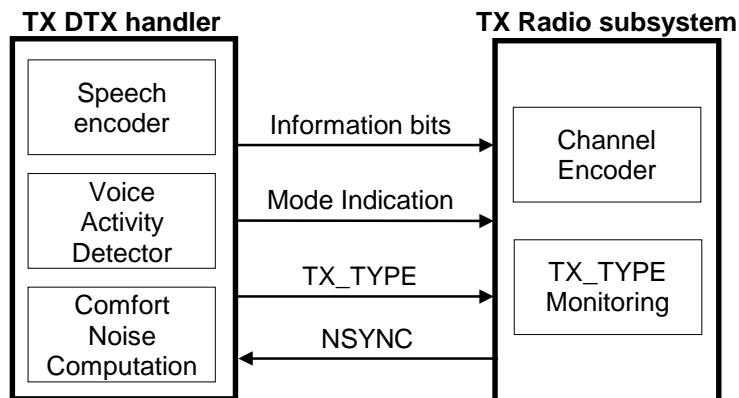 TX DTX handler
TX Radio subsystem
Speech
encoder
Information bits
Channel
Encoder
Voice
Activity
Detector
Mode Indication
TX_TYPE
TX_TYPE
Monitoring
Comfort
Noise
Computation
NSYNC